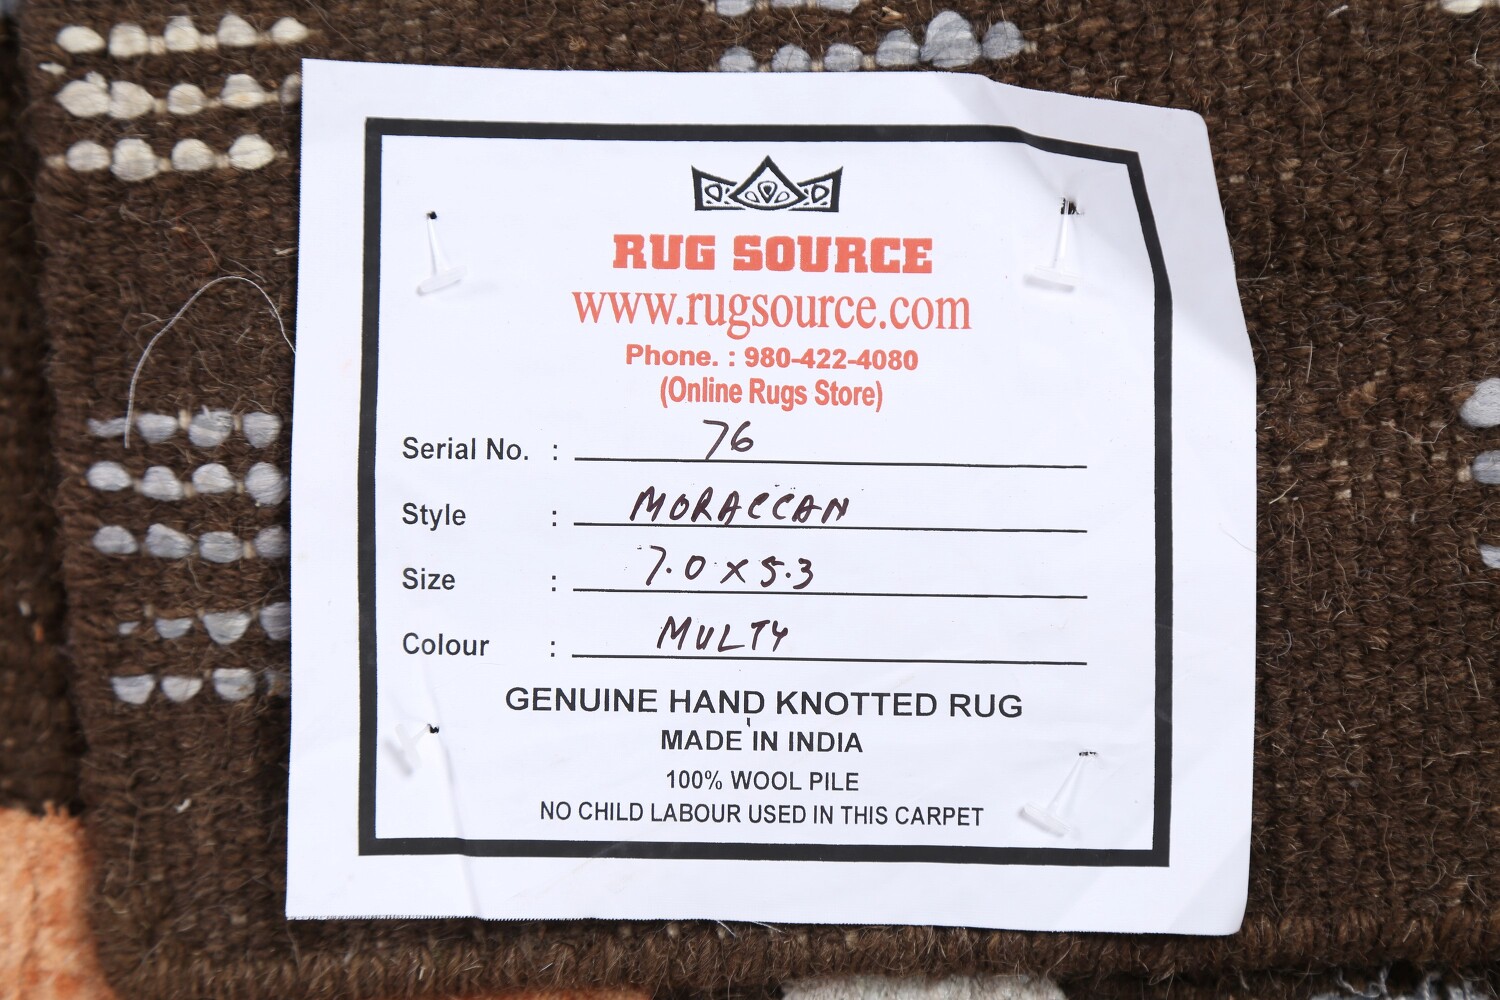 RUG SOURCE
www.rugsource.com
Phone. : 980-422-4080
(Online Rugs Store)
Serial No. : 76
Style : MORACCAN
Size : 7.0 x 5.3
Colour : MULTY
GENUINE HAND KNOTTED RUG
MADE IN INDIA
100% WOOL PILE
NO CHILD LABOUR USED IN THIS CARPET